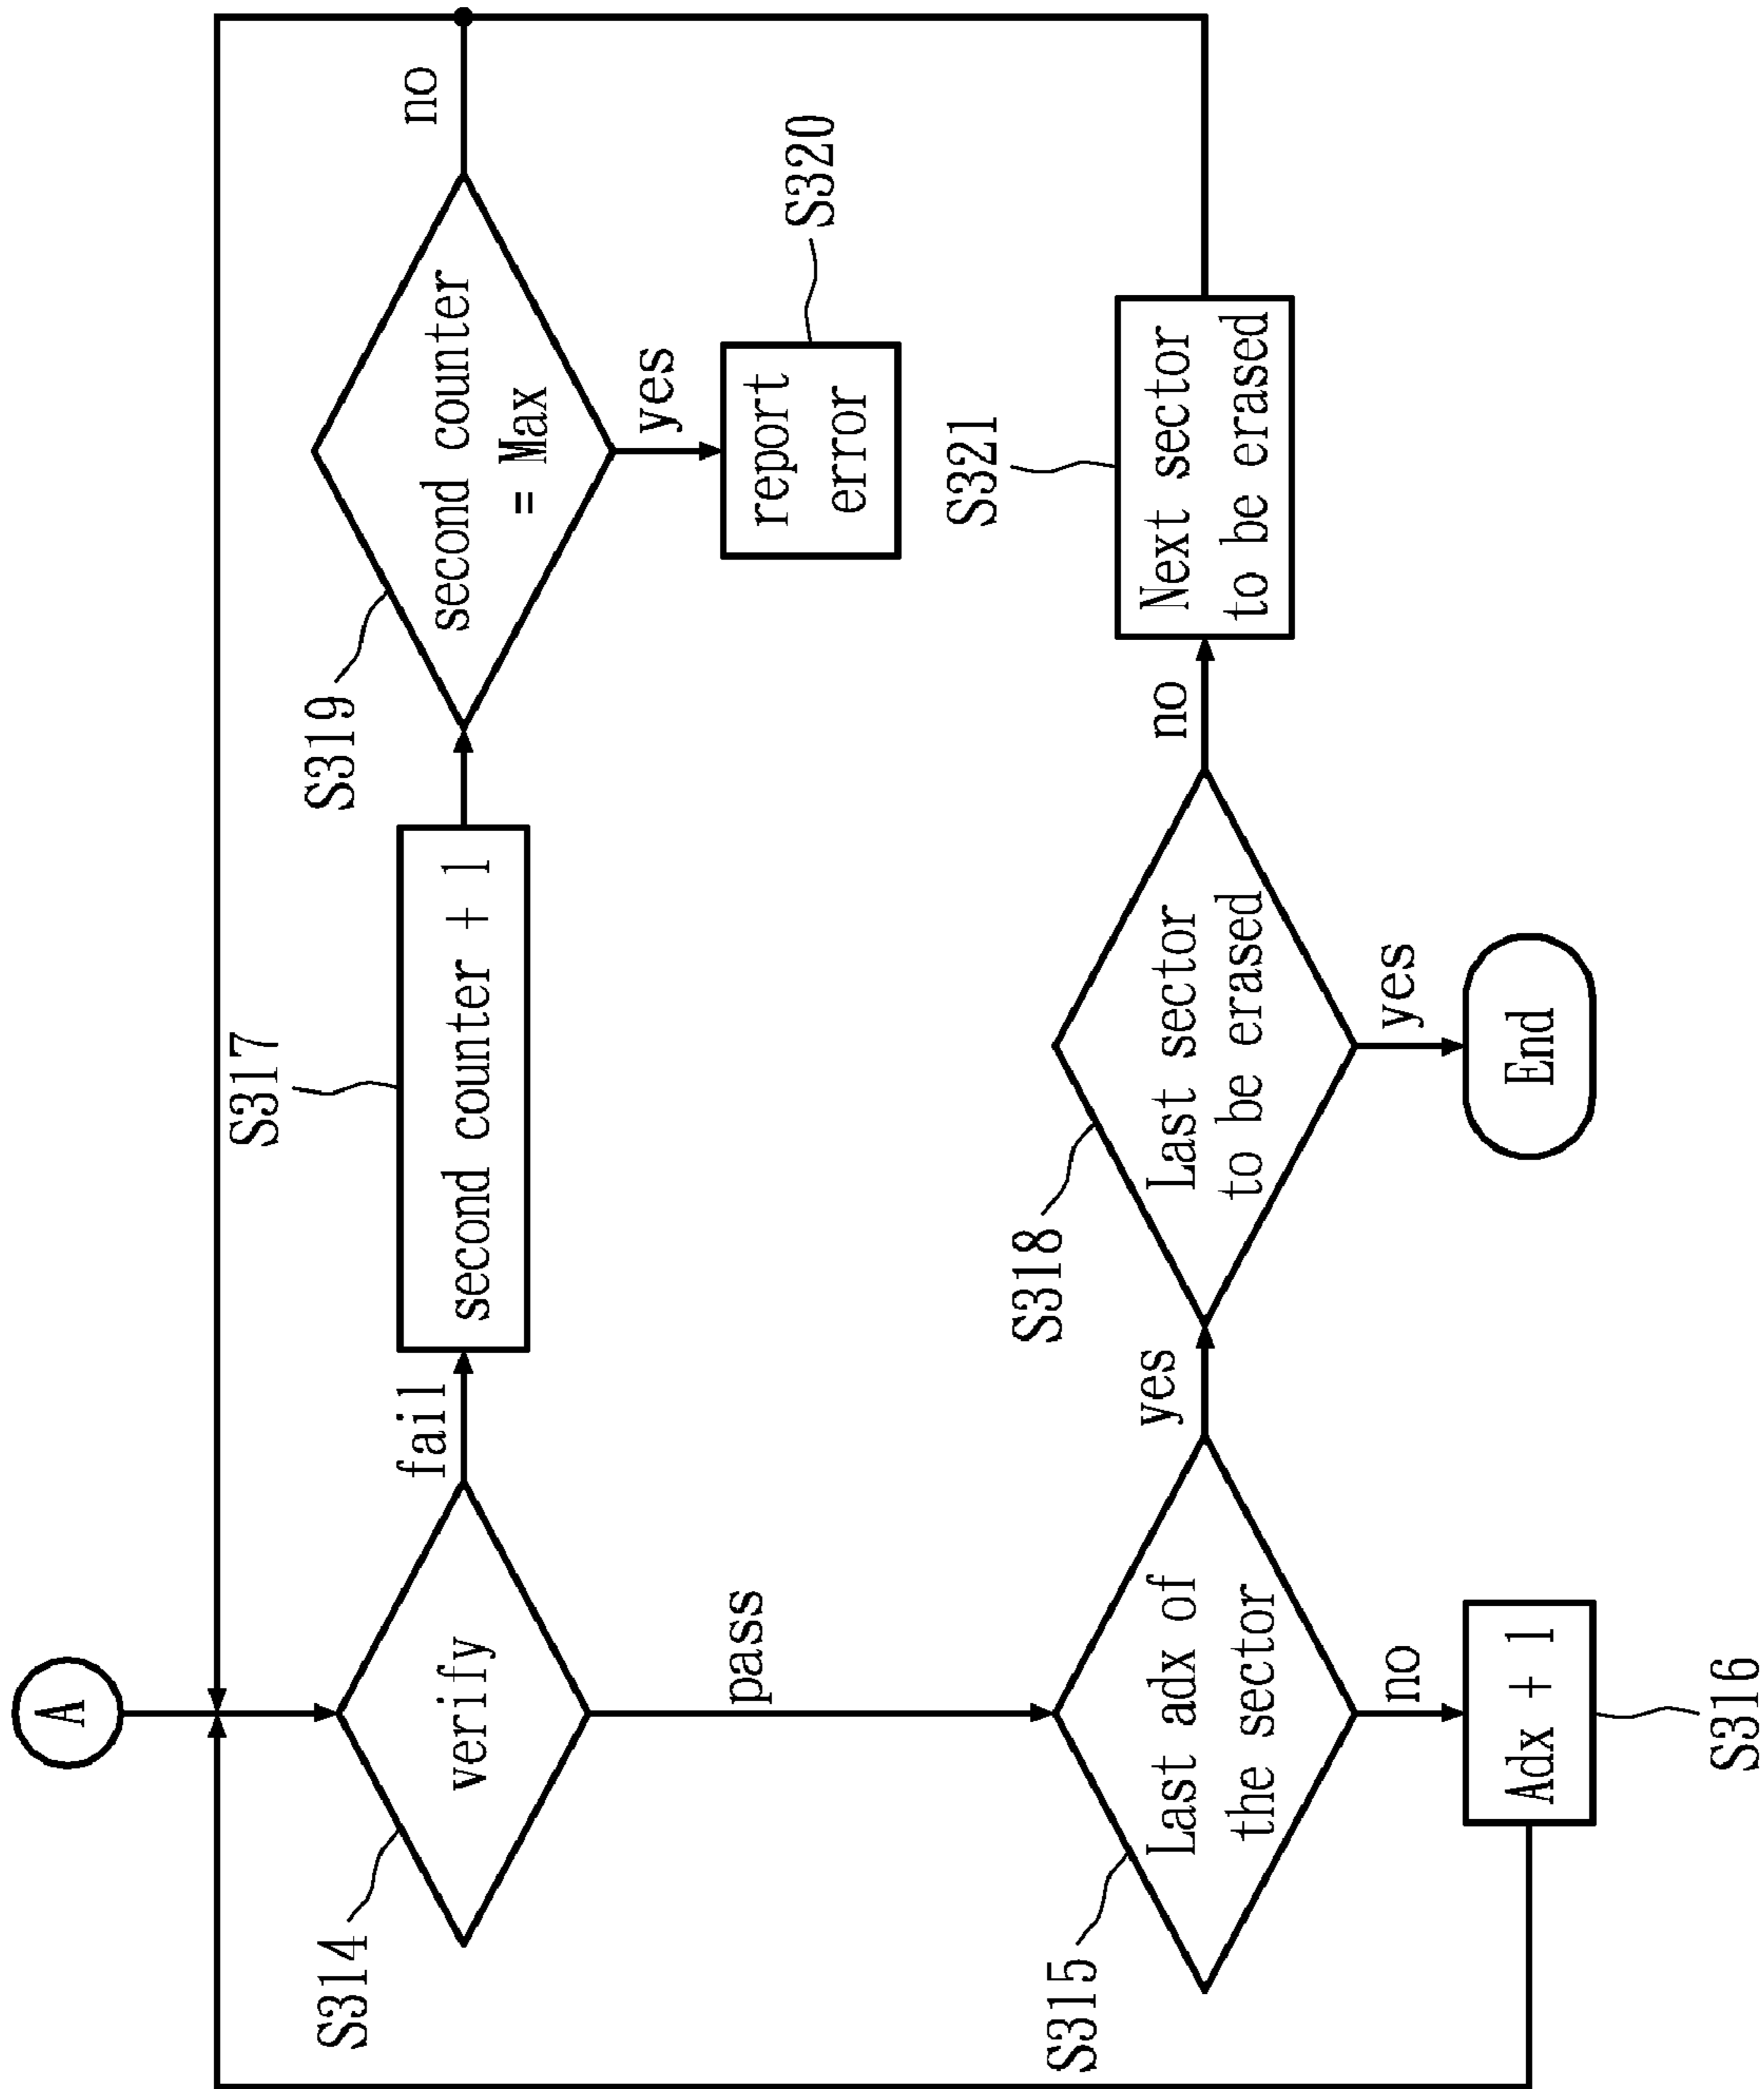 A
S314
verify
fail
pass
S317
second counter + 1
S319
second counter
= Max
no
yes
report
error
S320
S315
Last adx of
the sector
yes
no
Adx + 1
S316
S318
Last sector
to be erased
no
yes
End
S321
Next sector
to be erased